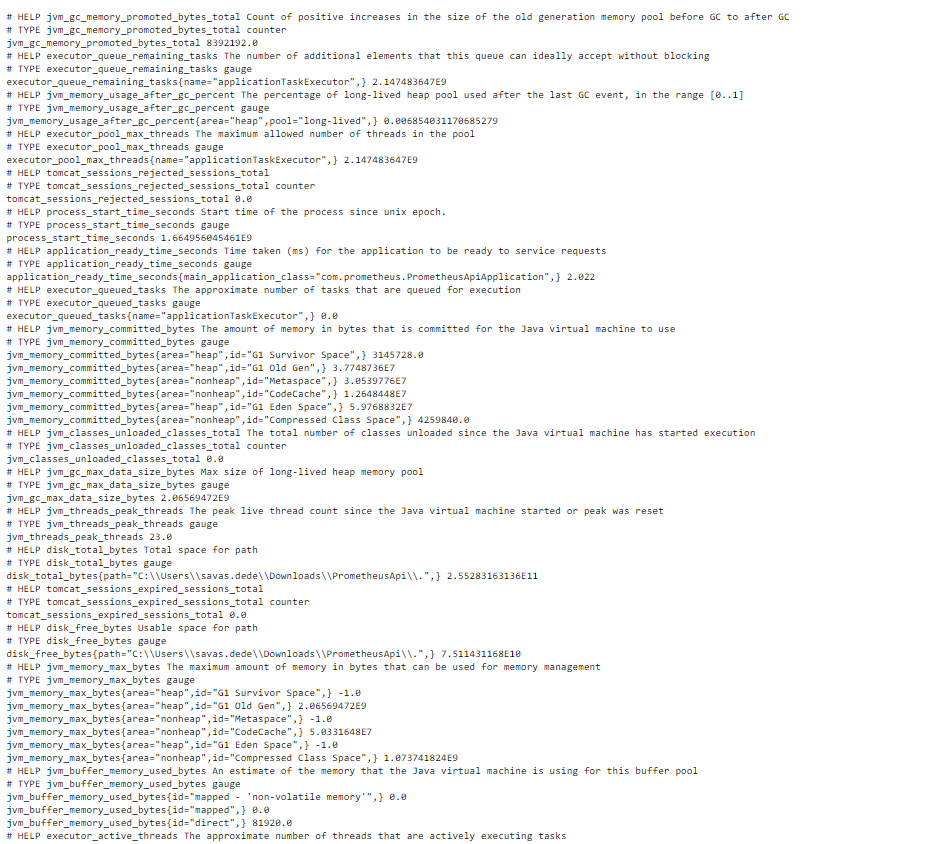 # HELP jvm_gc_memory_promoted_bytes_total Count of positive increases in the size of the old generation memory pool before GC to after GC
# TYPE jvm_gc_memory_promoted_bytes_total counter
jvm_gc_memory_promoted_bytes_total 8392192.0
# HELP executor_queue_remaining_tasks The number of additional elements that this queue can ideally accept without blocking
# TYPE executor_queue_remaining_tasks gauge
executor_queue_remaining_tasks{name="applicationTaskExecutor",} 2.147483647E9
# HELP jvm_memory_usage_after_gc_percent The percentage of long-lived heap pool used after the last GC event, in the range [0..1]
# TYPE jvm_memory_usage_after_gc_percent gauge
jvm_memory_usage_after_gc_percent{area="heap",pool="long-lived",} 0.006854031170685279
# HELP executor_pool_max_threads The maximum allowed number of threads in the pool
# TYPE executor_pool_max_threads gauge
executor_pool_max_threads{name="applicationTaskExecutor",} 2.147483647E9
# HELP tomcat_sessions_rejected_sessions_total
# TYPE tomcat_sessions_rejected_sessions_total counter
tomcat_sessions_rejected_sessions_total 0.0
# HELP process_start_time_seconds Start time of the process since unix epoch.
# TYPE process_start_time_seconds gauge
process_start_time_seconds 1.664956045461E9
# HELP application_ready_time_seconds Time taken (ms) for the application to be ready to service requests
# TYPE application_ready_time_seconds gauge
application_ready_time_seconds{main_application_class="com.prometheus.PrometheusApiApplication",} 2.022
# HELP executor_queued_tasks The approximate number of tasks that are queued for execution
# TYPE executor_queued_tasks gauge
executor_queued_tasks{name="applicationTaskExecutor",} 0.0
# HELP jvm_memory_committed_bytes The amount of memory in bytes that is committed for the Java virtual machine to use
# TYPE jvm_memory_committed_bytes gauge
jvm_memory_committed_bytes{area="heap",id="G1 Survivor Space",} 3145728.0
jvm_memory_committed_bytes{area="heap",id="G1 Old Gen",} 3.7748736E7
jvm_memory_committed_bytes{area="nonheap",id="Metaspace",} 3.0539776E7
jvm_memory_committed_bytes{area="nonheap",id="CodeCache",} 1.2648448E7
jvm_memory_committed_bytes{area="heap",id="G1 Eden Space",} 5.9768832E7
jvm_memory_committed_bytes{area="nonheap",id="Compressed Class Space",} 4259840.0
# HELP jvm_classes_unloaded_classes_total The total number of classes unloaded since the Java virtual machine has started execution
# TYPE jvm_classes_unloaded_classes_total counter
jvm_classes_unloaded_classes_total 0.0
# HELP jvm_gc_max_data_size_bytes Max size of long-lived heap memory pool
# TYPE jvm_gc_max_data_size_bytes gauge
jvm_gc_max_data_size_bytes 2.06569472E9
# HELP jvm_threads_peak_threads The peak live thread count since the Java virtual machine started or peak was reset
# TYPE jvm_threads_peak_threads gauge
jvm_threads_peak_threads 23.0
# HELP disk_total_bytes Total space for path
# TYPE disk_total_bytes gauge
disk_total_bytes{path="C:\\Users\\savas.dede\\Downloads\\PrometheusApi\\.",} 2.55283163136E11
# HELP tomcat_sessions_expired_sessions_total
# TYPE tomcat_sessions_expired_sessions_total counter
tomcat_sessions_expired_sessions_total 0.0
# HELP disk_free_bytes Usable space for path
# TYPE disk_free_bytes gauge
disk_free_bytes{path="C:\\Users\\savas.dede\\Downloads\\PrometheusApi\\.",} 7.511431168E10
# HELP jvm_memory_max_bytes The maximum amount of memory in bytes that can be used for memory management
# TYPE jvm_memory_max_bytes gauge
jvm_memory_max_bytes{area="heap",id="G1 Survivor Space",} -1.0
jvm_memory_max_bytes{area="heap",id="G1 Old Gen",} 2.06569472E9
jvm_memory_max_bytes{area="nonheap",id="Metaspace",} -1.0
jvm_memory_max_bytes{area="nonheap",id="CodeCache",} 5.0331648E7
jvm_memory_max_bytes{area="heap",id="G1 Eden Space",} -1.0
jvm_memory_max_bytes{area="nonheap",id="Compressed Class Space",} 1.073741824E9
# HELP jvm_buffer_memory_used_bytes An estimate of the memory that the Java virtual machine is using for this buffer pool
# TYPE jvm_buffer_memory_used_bytes gauge
jvm_buffer_memory_used_bytes{id="mapped - 'non-volatile memory'",} 0.0
jvm_buffer_memory_used_bytes{id="mapped",} 0.0
jvm_buffer_memory_used_bytes{id="direct",} 81920.0
# HELP executor_active_threads The approximate number of threads that are actively executing tasks